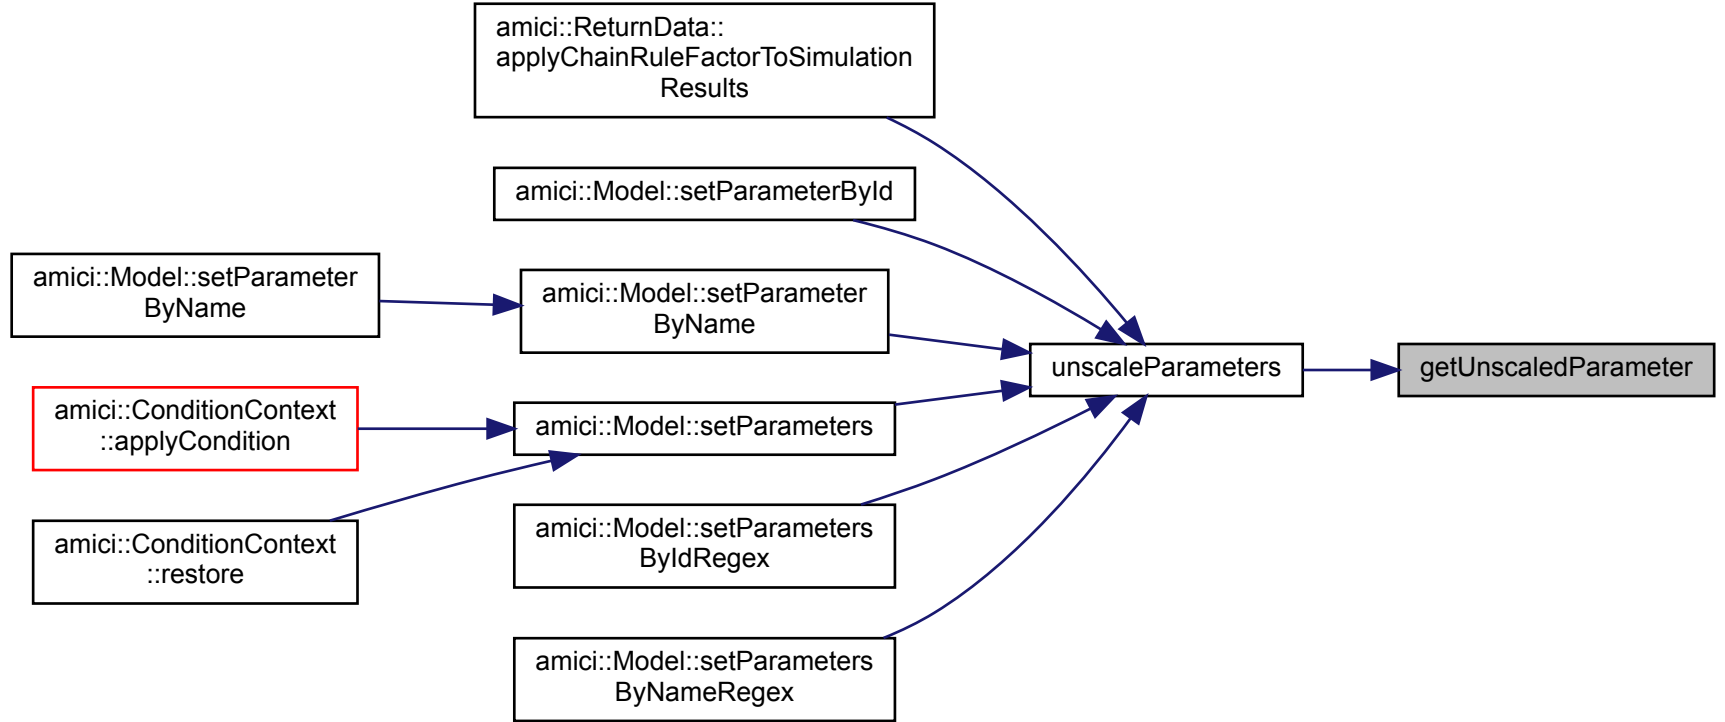 amici::ReturnData::
applyChainRuleFactorToSimulation
Results
amici::Model::setParameterById
amici::Model::setParameter
ByName
amici::Model::setParameter
ByName
unscaleParameters
getUnscaledParameter
amici::ConditionContext
::applyCondition
amici::Model::setParameters
amici::ConditionContext
::restore
amici::Model::setParameters
ByIdRegex
amici::Model::setParameters
ByNameRegex